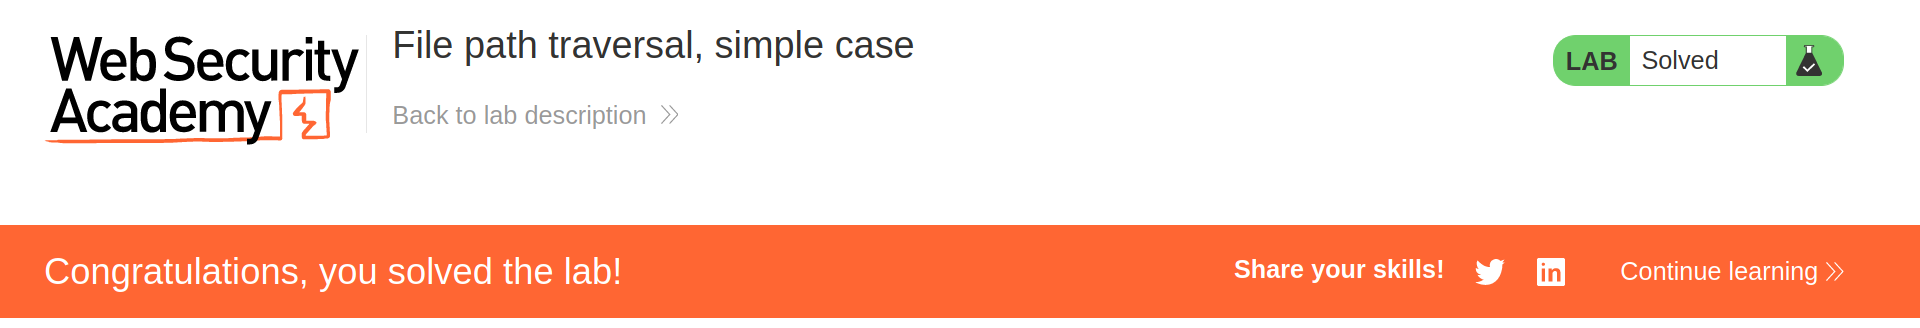 Web Security
Academy
File path traversal, simple case
Back to lab description
LAB Solved
Congratulations, you solved the lab!
Share your skills!
in
Continue learning